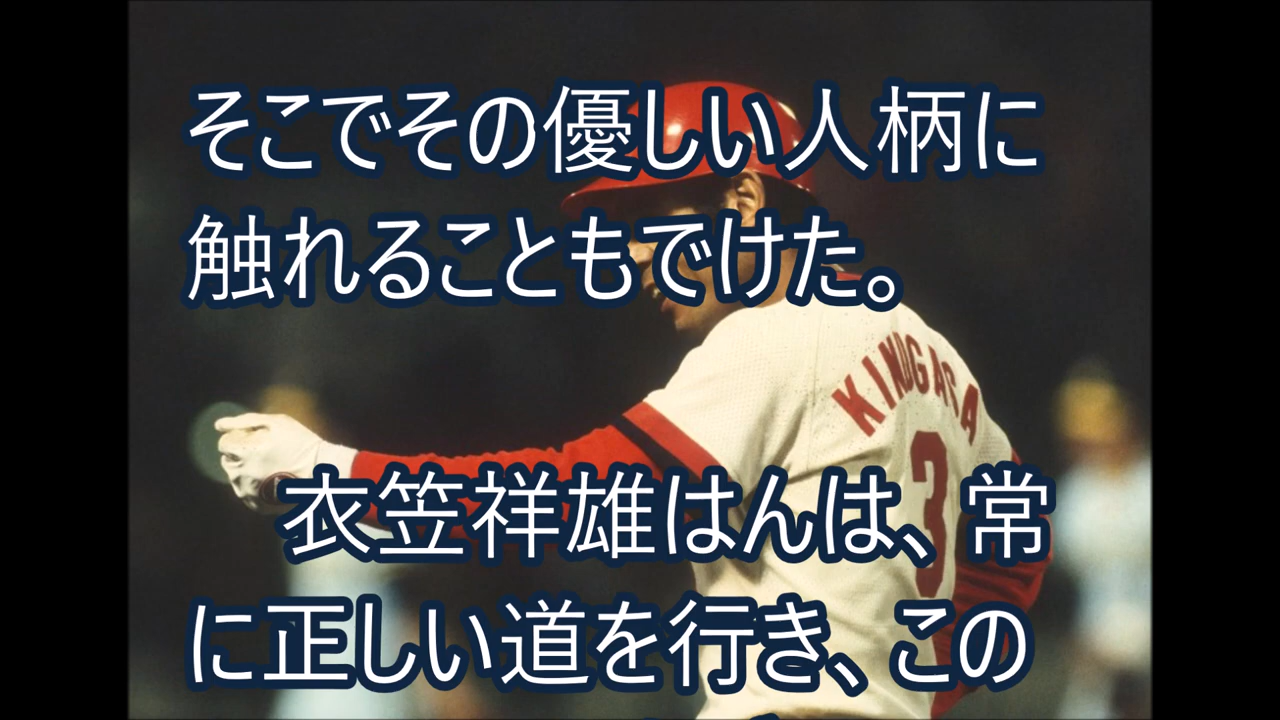 そこでその優しい人柄に
触れることもでけた。
KINUGASA
3
衣笠祥雄はんは、常
に正しい道を行き、この